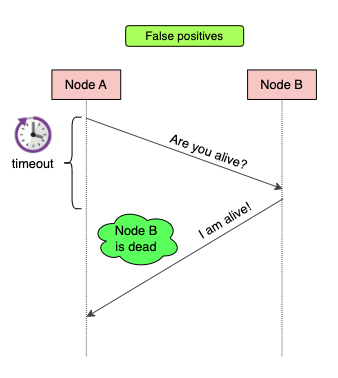 False positives
Node A
Node B
Are you alive?
timeout
I am alive!
Node B
is dead